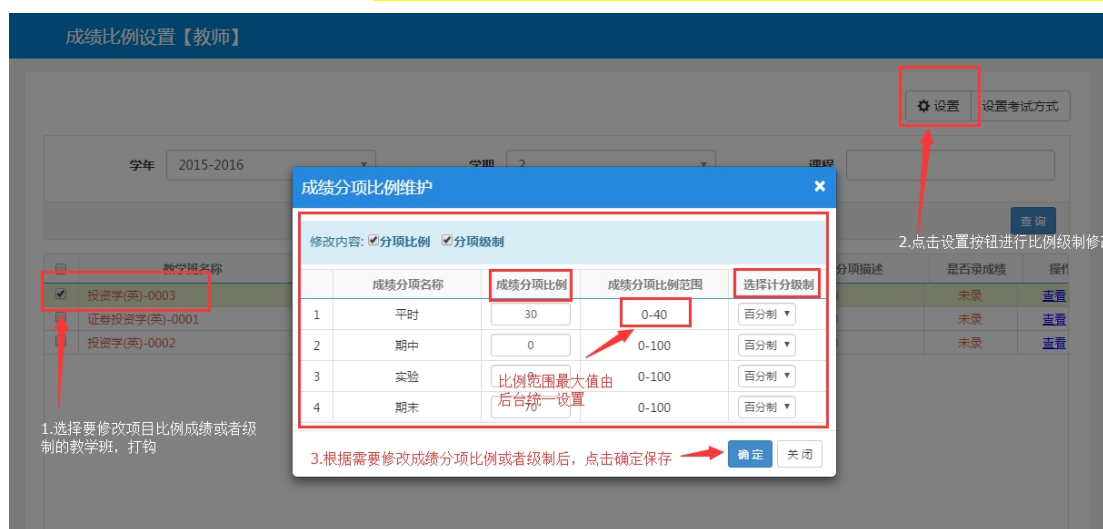 成绩比例设置【教师】
设置 设置考试方式
学年 2015-2016 学期 2 课程
查询
2.点击设置按钮进行比例级制修
成绩分项比例维护 ×
修改内容: 分项比例 分项级制
教学班名称 分项描述 是否录成绩 操作
成绩分项名称 成绩分项比例 成绩分项比例范围 选择计分级制
投资学(英)-0003 未录 查看
证券投资学(英)-0001 未录 查看
投资学(英)-0002 未录 查看
1 平时 30 0-40 百分制
2 期中 0 0-100 百分制
3 实验 0-100 百分制
4 期末 70 0-100 百分制
比例范围最大值由
后台统一设置
1.选择要修改项目比例成绩或者级
制的教学班，打钩
3.根据需要修改成绩分项比例或者级制后，点击确定保存
确定 关闭